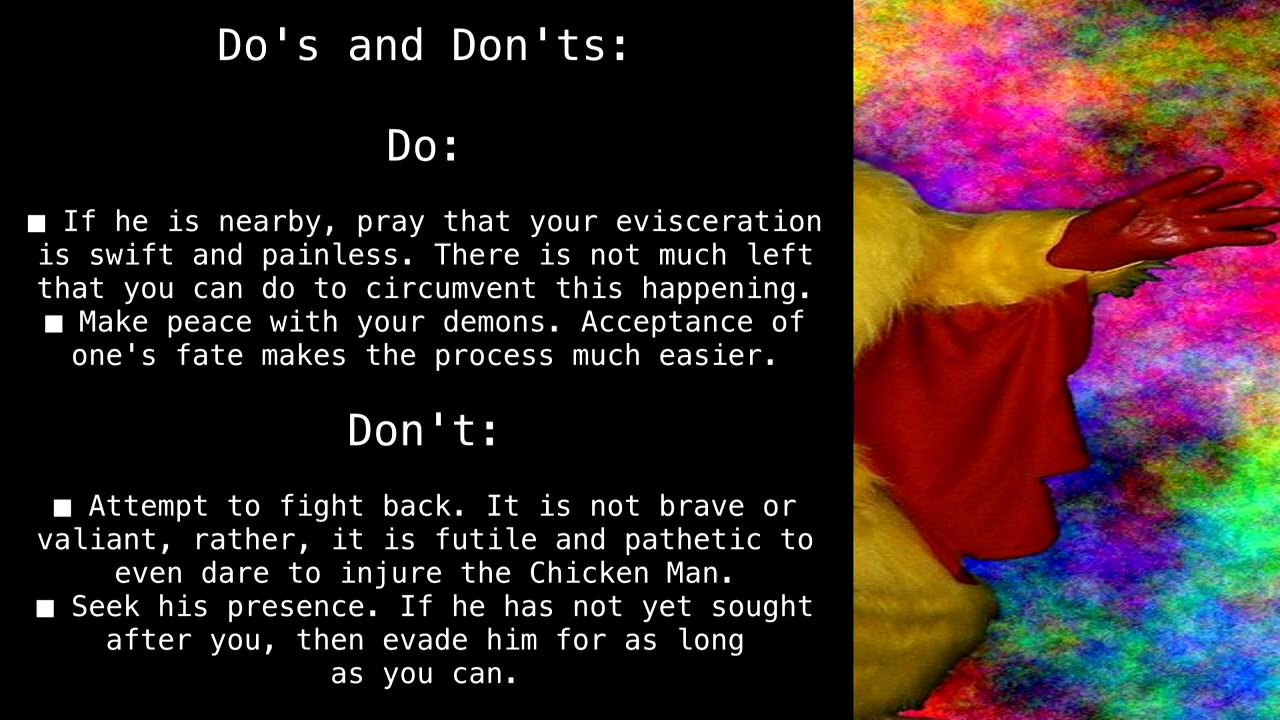 Do's and Don'ts:
Do:
■ If he is nearby, pray that your evisceration
is swift and painless. There is not much left
that you can do to circumvent this happening.
■ Make peace with your demons. Acceptance of
one's fate makes the process much easier.
Don't:
■ Attempt to fight back. It is not brave or
valiant, rather, it is futile and pathetic to
even dare to injure the Chicken Man.
■ Seek his presence. If he has not yet sought
after you, then evade him for as long
as you can.